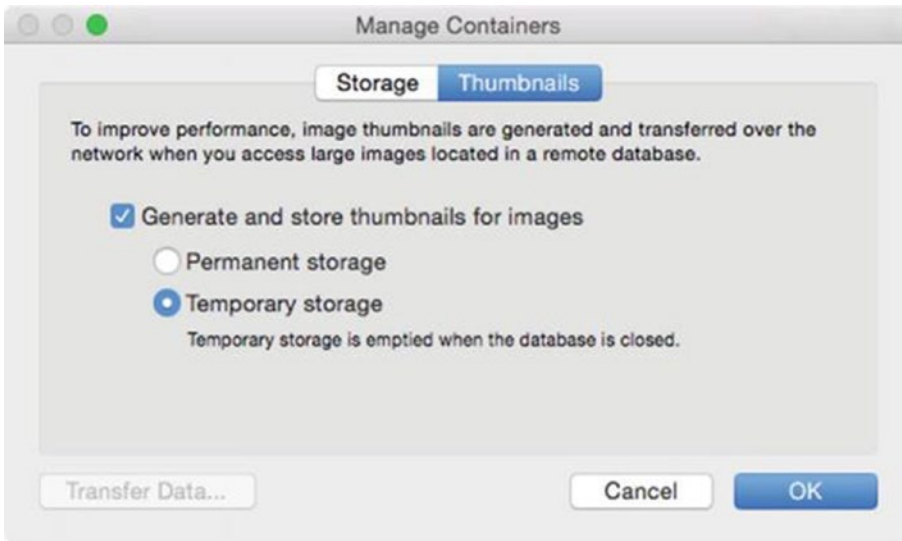 Manage Containers
Storage Thumbnails
To improve performance, image thumbnails are generated and transferred over the
network when you access large images located in a remote database.
Generate and store thumbnails for images
Permanent storage
Temporary storage
Temporary storage is emptied when the database is closed.
Transfer Data... Cancel OK